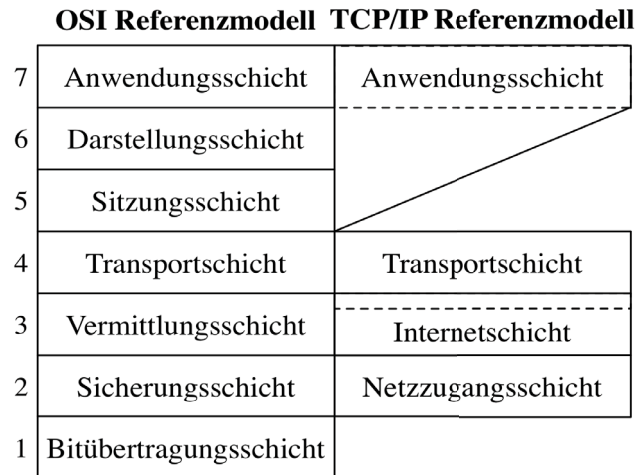 OSI Referenzmodell TCP/IP Referenzmodell
7 Anwendungsschicht Anwendungsschicht
6 Darstellungsschicht
5 Sitzungsschicht
4 Transportschicht Transportschicht
3 Vermittlungsschicht Internetschicht
2 Sicherungsschicht Netzzugangsschicht
1 Bitübertragungsschicht